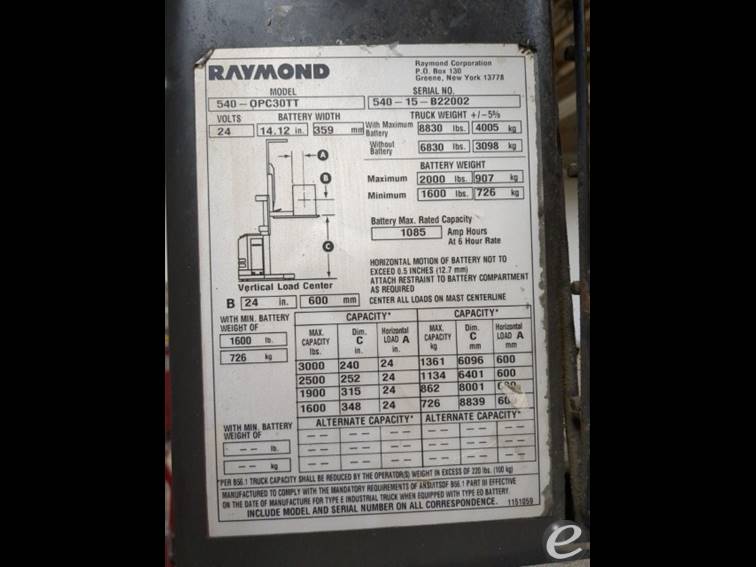 RAYMOND
Raymond Corporation
P.O. Box 130
Greene, New York 13778
MODEL
SERIAL NO.
540-OPC30TT
540-15-B22002
VOLTS
BATTERY WIDTH
TRUCK WEIGHT +/-5%
24
14.12 in.
359 mm
With Maximum Battery
8830 lbs.
4005 kg
Without Battery
6830 lbs.
3098 kg
BATTERY WEIGHT
Maximum
2000 lbs.
907 kg
Minimum
1600 lbs.
726 kg
A
B
C
Battery Max. Rated Capacity
1085
Amp Hours
At 6 Hour Rate
HORIZONTAL MOTION OF BATTERY NOT TO
EXCEED 0.5 INCHES (12.7 mm)
ATTACH RESTRAINT TO BATTERY COMPARTMENT
AS REQUIRED
CENTER ALL LOADS ON MAST CENTERLINE
Vertical Load Center
B 24 in. 600 mm
WITH MIN. BATTERY
WEIGHT OF
1600 lb.
726 kg
CAPACITY* CAPACITY*
MAX. CAPACITY lbs. Dim. C in. Horizontal LOAD A in. MAX. CAPACITY kg Dim. C mm Horizontal LOAD A mm
3000 240 24 1361 6096 600
2500 252 24 1134 6401 600
1900 315 24 862 8001
1600 348 24 726 8839
ALTERNATE CAPACITY* ALTERNATE CAPACITY*
WITH MIN. BATTERY
WEIGHT OF
-- lb.
-- kg
-- -- -- -- -- --
-- -- -- -- -- --
-- -- -- -- -- --
*PER B56.1 TRUCK CAPACITY SHALL BE REDUCED BY THE OPERATOR(S) WEIGHT IN EXCESS OF 220 lbs. (100 kg)
MANUFACTURED TO COMPLY WITH THE MANDATORY REQUIREMENTS OF ANSI/ITSDF B56.1 PART III EFFECTIVE
ON THE DATE OF MANUFACTURE FOR TYPE E INDUSTRIAL TRUCK WHEN EQUIPPED WITH TYPE EO BATTERY.
INCLUDE MODEL AND SERIAL NUMBER ON ALL CORRESPONDENCE.
1151059
e